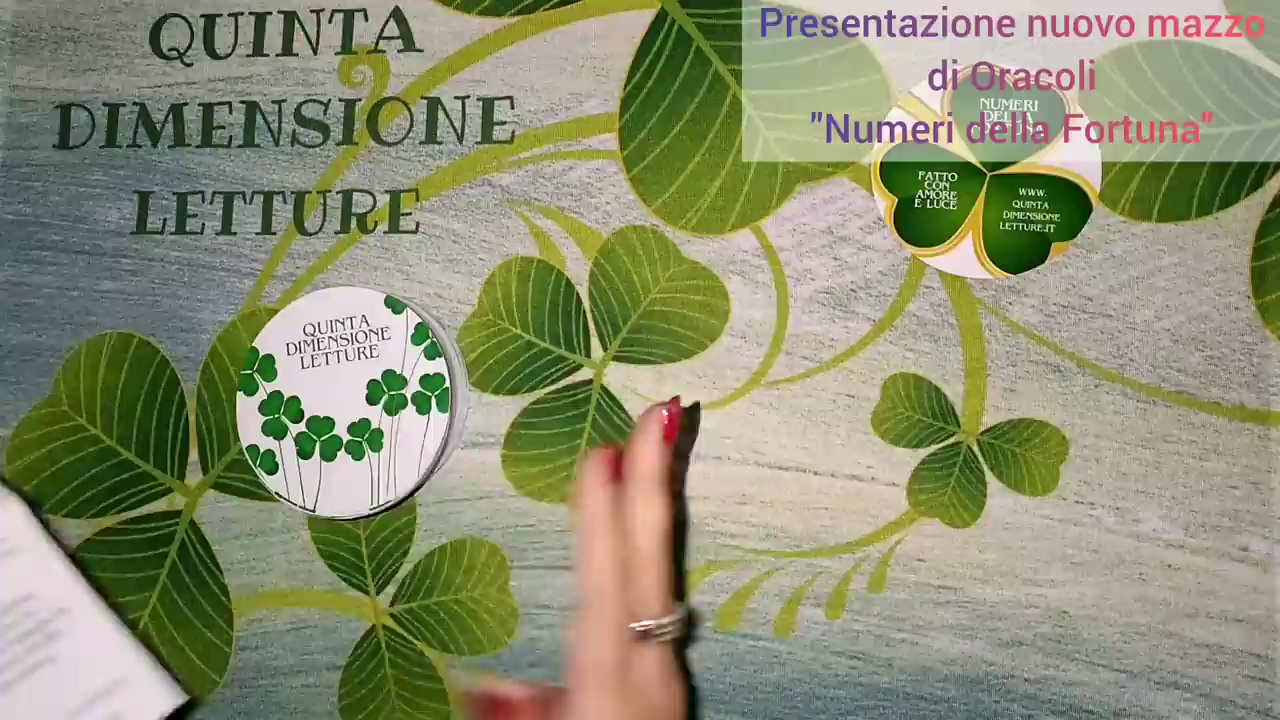 QUINTA
DIMENSIONE
LETTURE
Presentazione nuovo mazzo
di Oracoli
"Numeri della Fortuna"
NUMERI
DELLA
FATTO
CON
AMORE
E LUCE
WWW.
QUINTA
DIMENSIONE
LETTURE.IT
QUINTA
DIMENSIONE
LETTURE